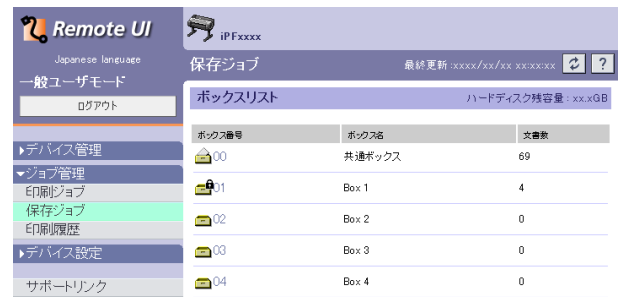 Remote UI
Japanese language
一般ユーザモード
ログアウト
▶デバイス管理
▼ジョブ管理
印刷ジョブ
保存ジョブ
印刷履歴
▶デバイス設定
サポートリンク
iPFxxxx
保存ジョブ 最終更新:xxxx/xx/xx xx:xx:xx ?
ボックスリスト ハードディスク残容量:xx.xGB
ボックス番号 ボックス名 文書数
00 共通ボックス 69
01 Box 1 4
02 Box 2 0
03 Box 3 0
04 Box 4 0